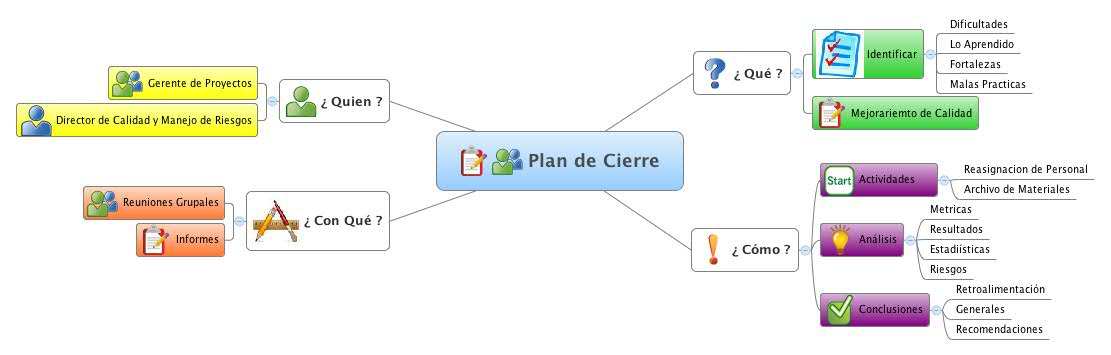 Plan de Cierre
¿ Qué ?
Identificar
Dificultades
Lo Aprendido
Fortalezas
Malas Practicas
Mejorariemto de Calidad
¿ Cómo ?
Start
Actividades
Reasignacion de Personal
Archivo de Materiales
Análisis
Metricas
Resultados
Estadiísticas
Riesgos
Conclusiones
Retroalimentación
Generales
Recomendaciones
¿ Quien ?
Gerente de Proyectos
Director de Calidad y Manejo de Riesgos
¿ Con Qué ?
Reuniones Grupales
Informes